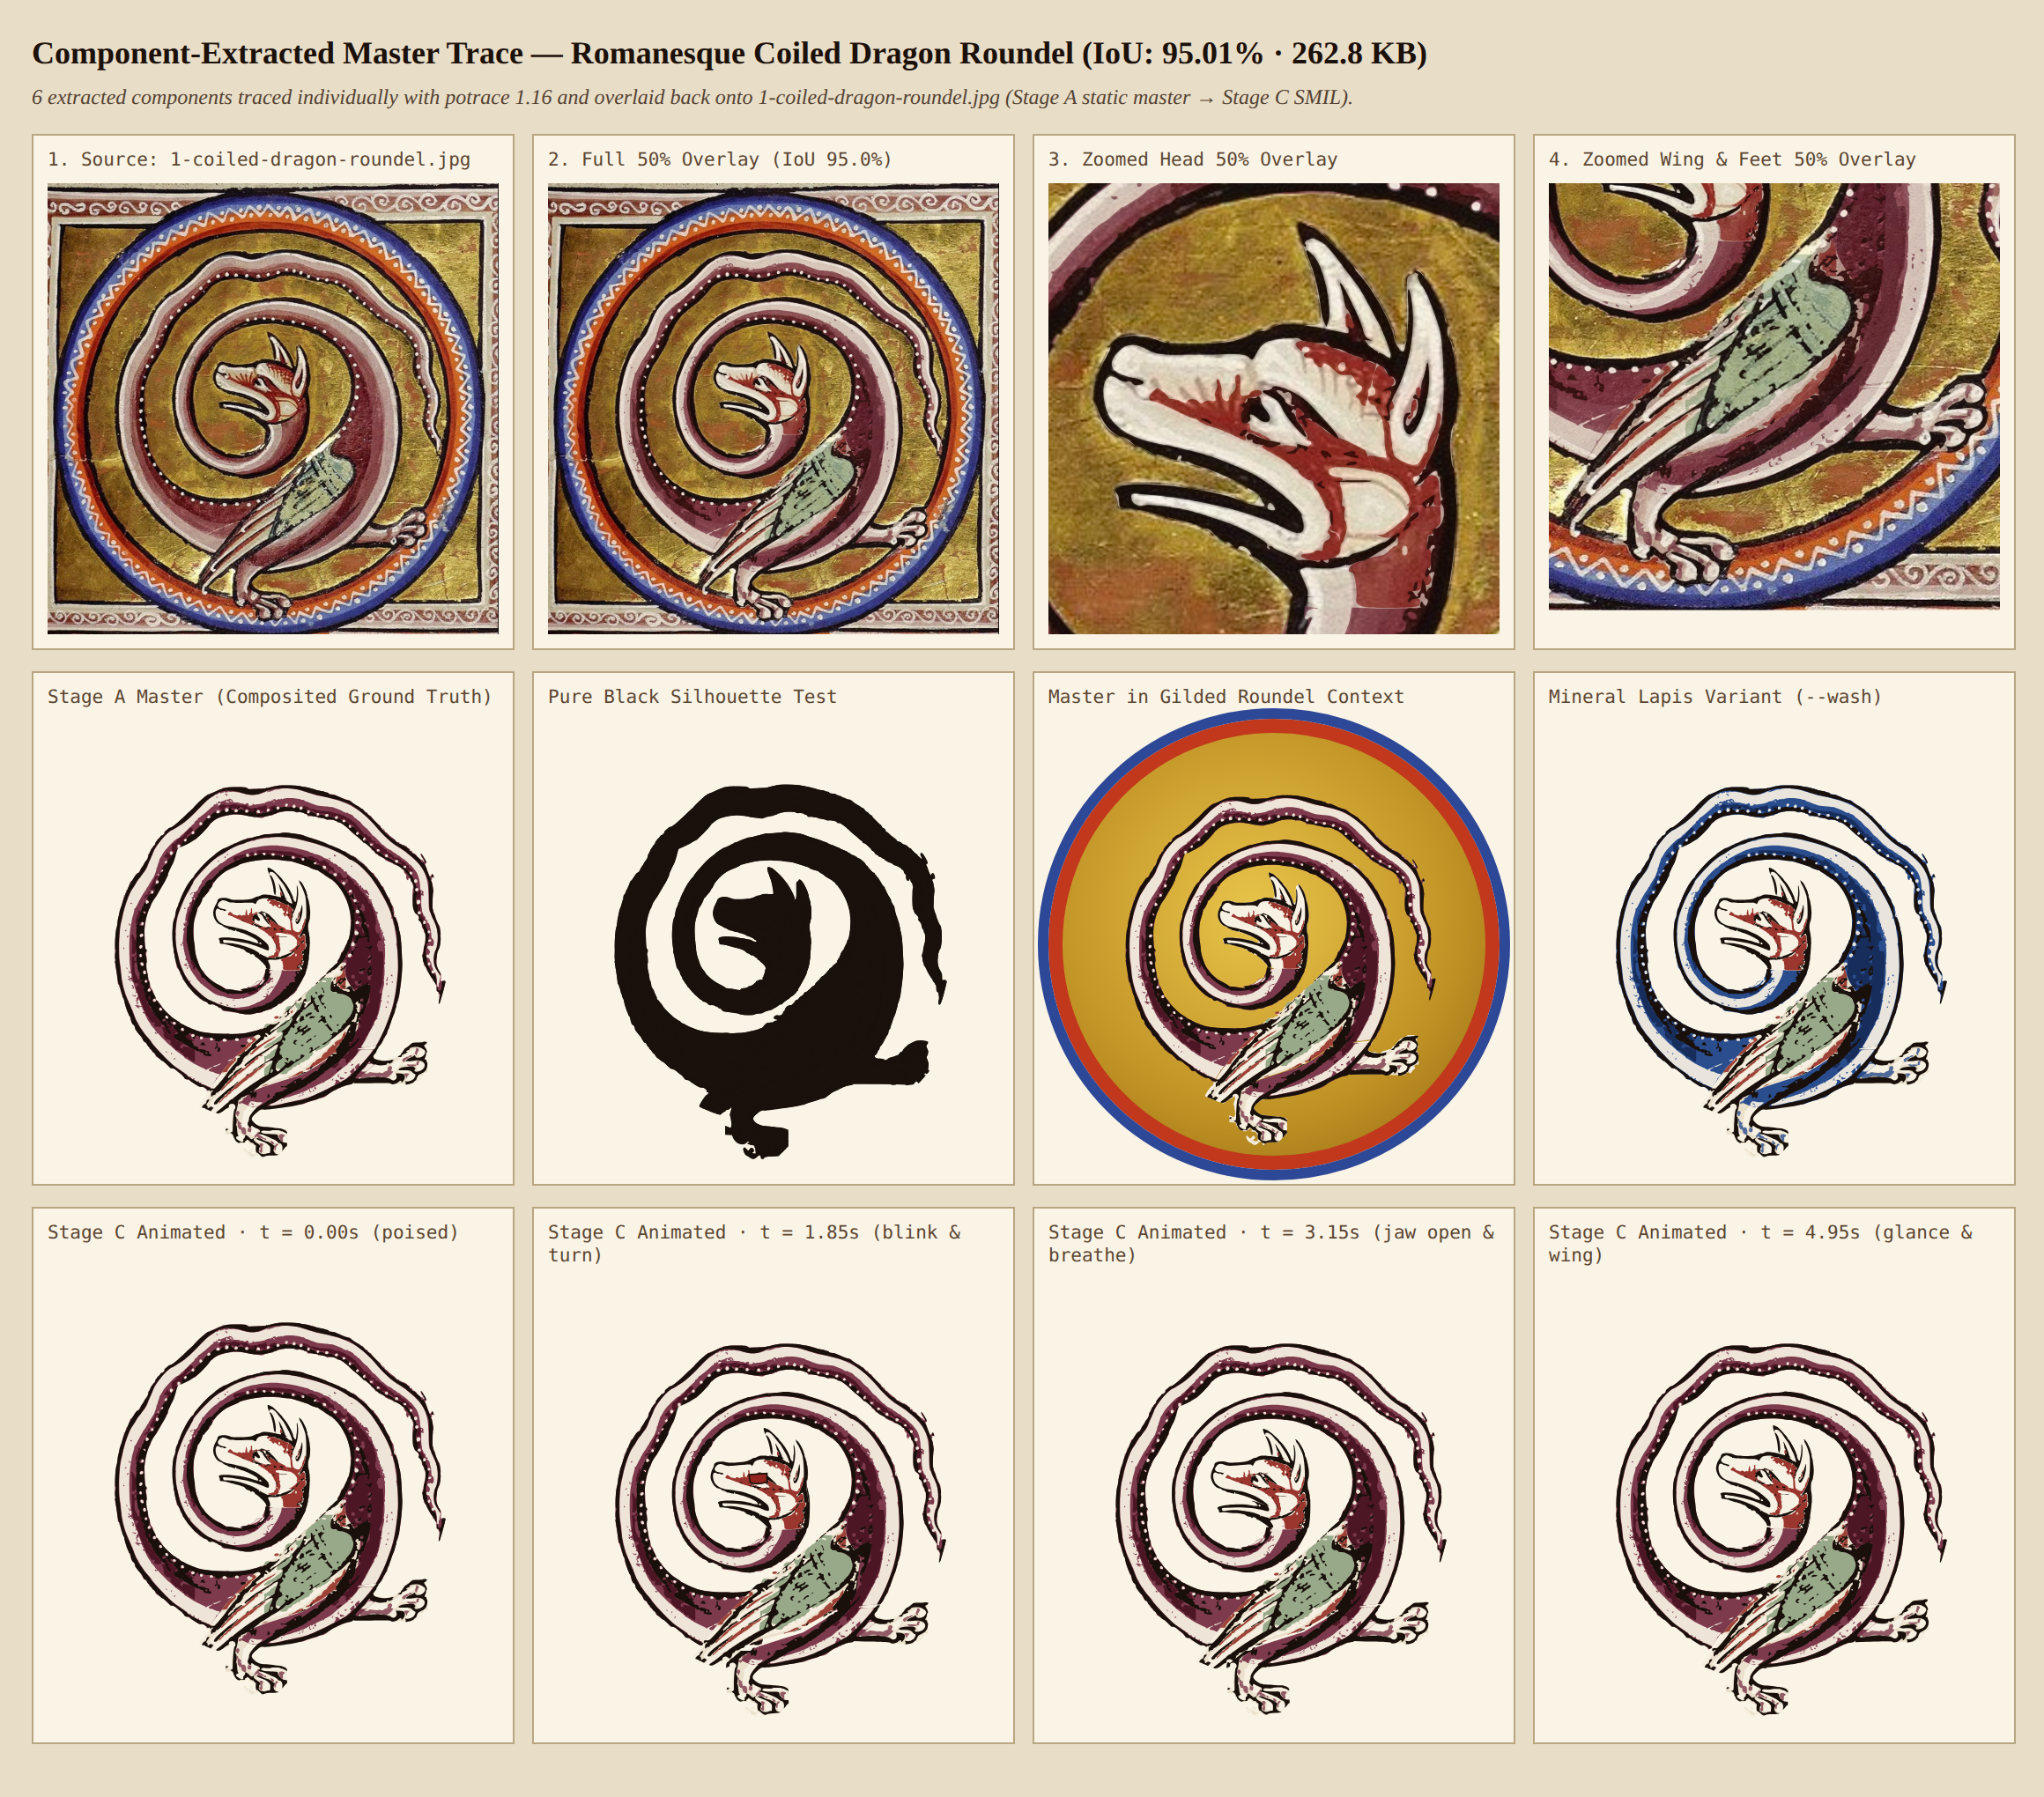 Component-Extracted Master Trace — Romanesque Coiled Dragon Roundel (IoU: 95.01% · 262.8 KB)
6 extracted components traced individually with potrace 1.16 and overlaid back onto 1-coiled-dragon-roundel.jpg (Stage A static master → Stage C SMIL).
1. Source: 1-coiled-dragon-roundel.jpg
2. Full 50% Overlay (IoU 95.0%)
3. Zoomed Head 50% Overlay
4. Zoomed Wing & Feet 50% Overlay
Stage A Master (Composited Ground Truth)
Pure Black Silhouette Test
Master in Gilded Roundel Context
Mineral Lapis Variant (--wash)
Stage C Animated · t = 0.00s (poised)
Stage C Animated · t = 1.85s (blink &
turn)
Stage C Animated · t = 3.15s (jaw open &
breathe)
Stage C Animated · t = 4.95s (glance &
wing)